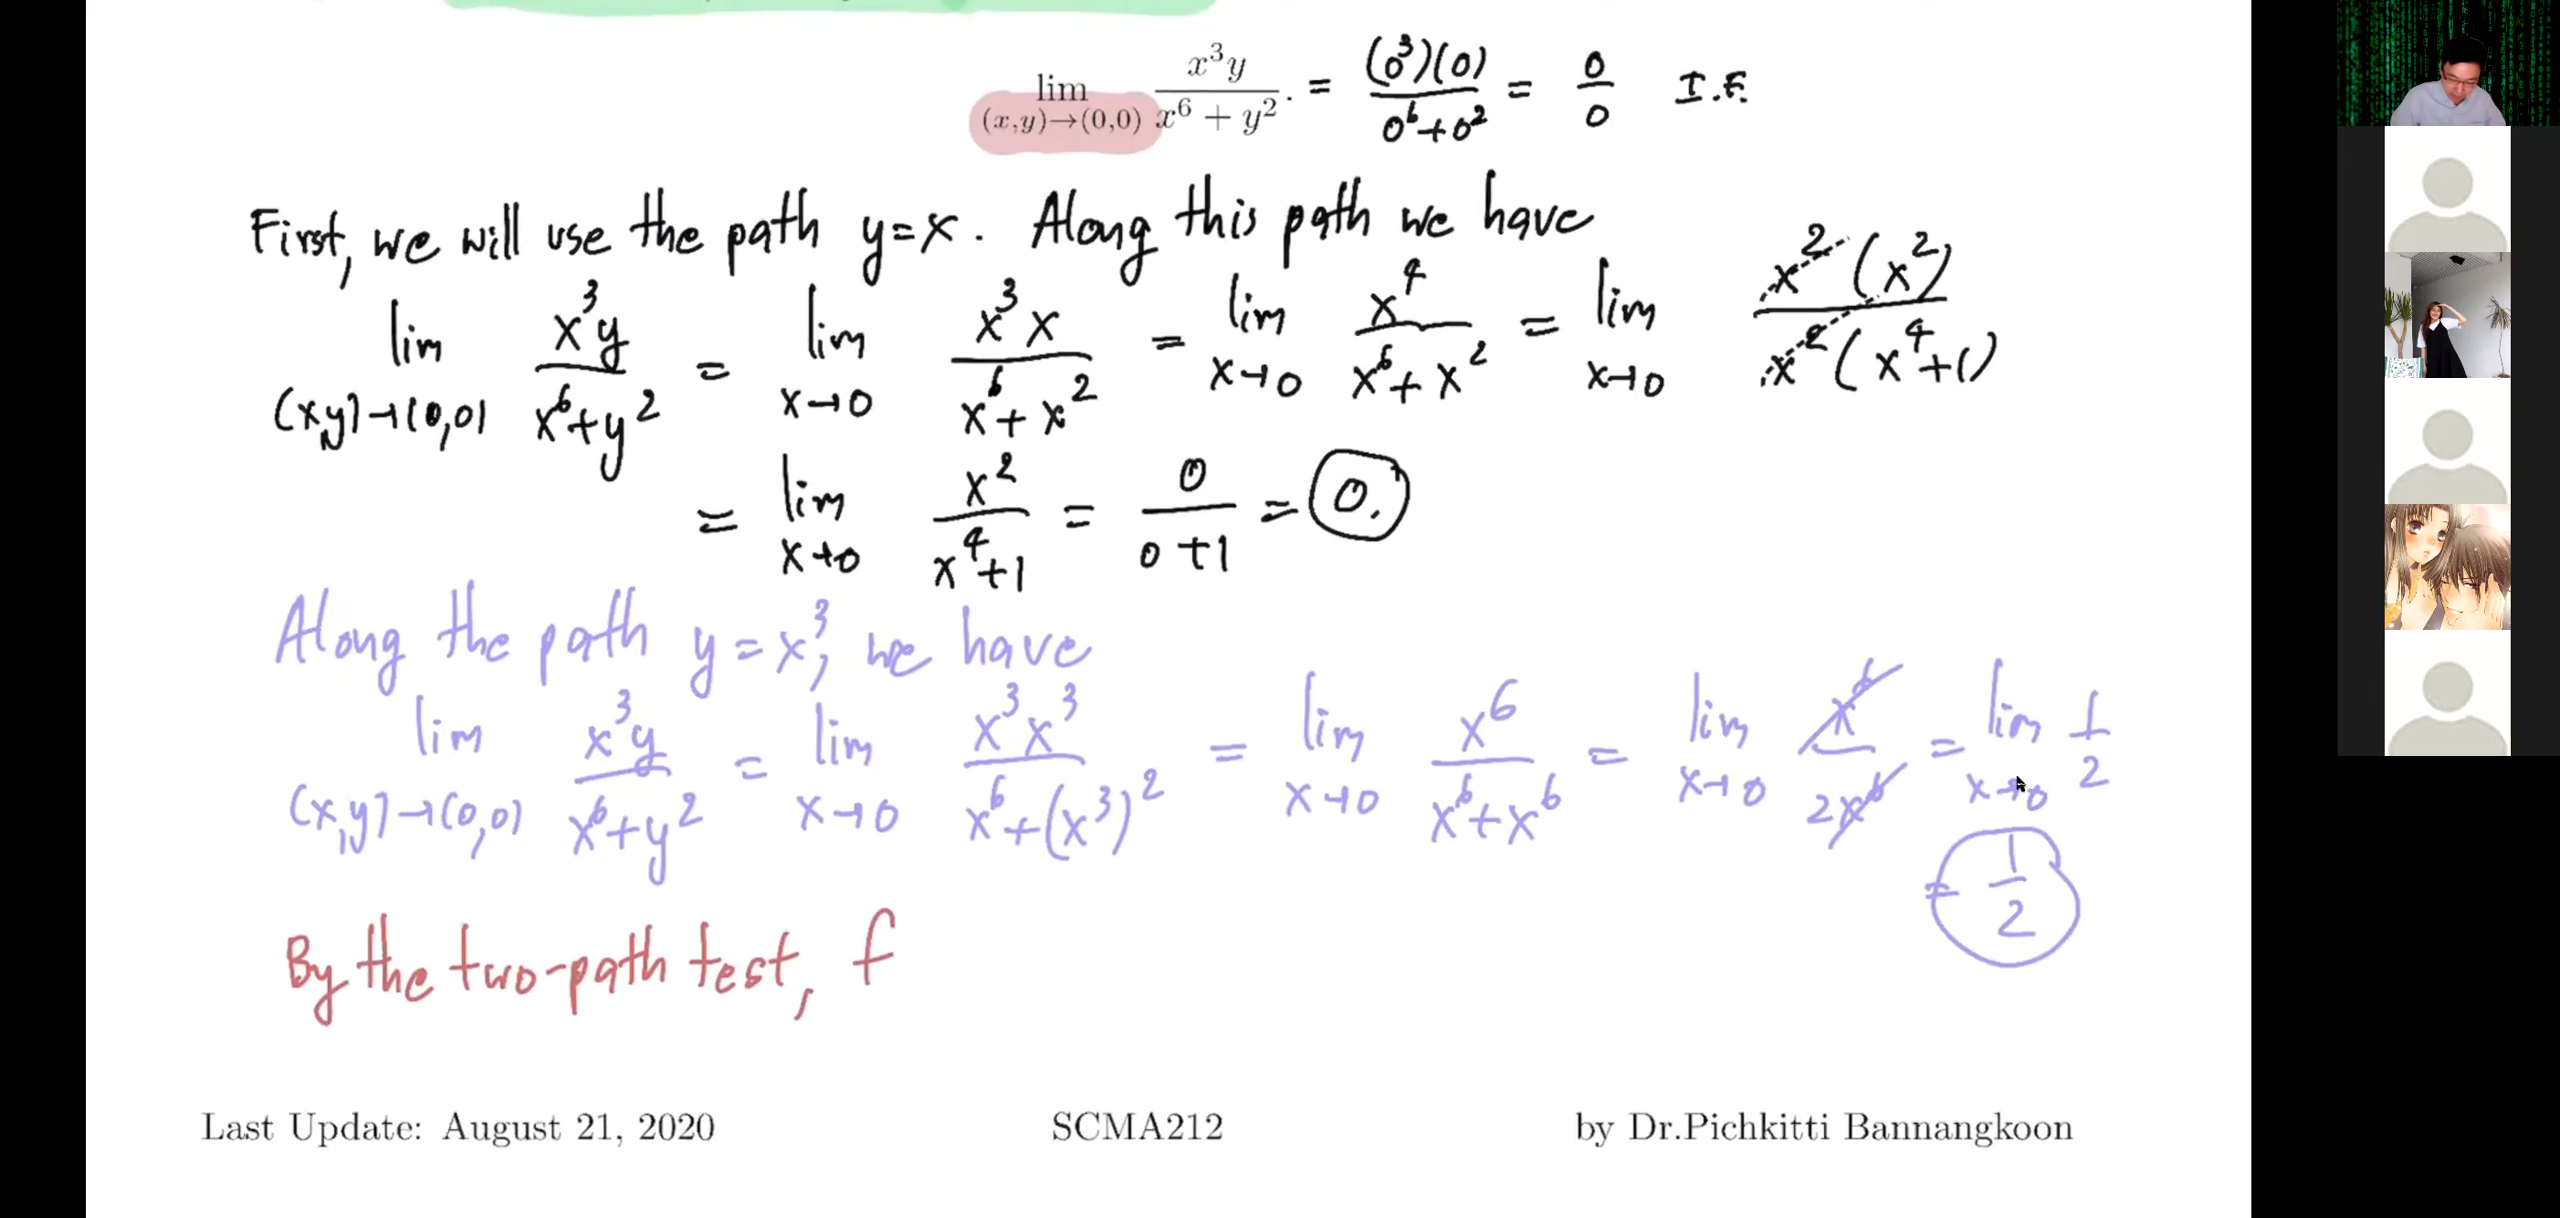 lim (x,y)→(0,0) x³y / x⁶ + y² . = (0³)(0) / 0⁶+0² = 0/0 I.F.
First, we will use the path y=x. Along this path we have
lim (x,y)→(0,0) x³y / x⁶+y² = lim x→0 x³x / x⁶+x² = lim x→0 x⁴ / x⁶+x² = lim x→0 x²(x²) / x²(x⁴+1)
= lim x→0 x² / x⁴+1 = 0 / 0+1 = 0.
Along the path y=x³, we have
lim (x,y)→(0,0) x³y / x⁶+y² = lim x→0 x³x³ / x⁶+(x³)² = lim x→0 x⁶ / x⁶+x⁶ = lim x→0 x⁶ / 2x⁶ = lim x→0 1/2
= 1/2
By the two-path test, f
Last Update: August 21, 2020 SCMA212 by Dr.Pichkitti Bannangkoon